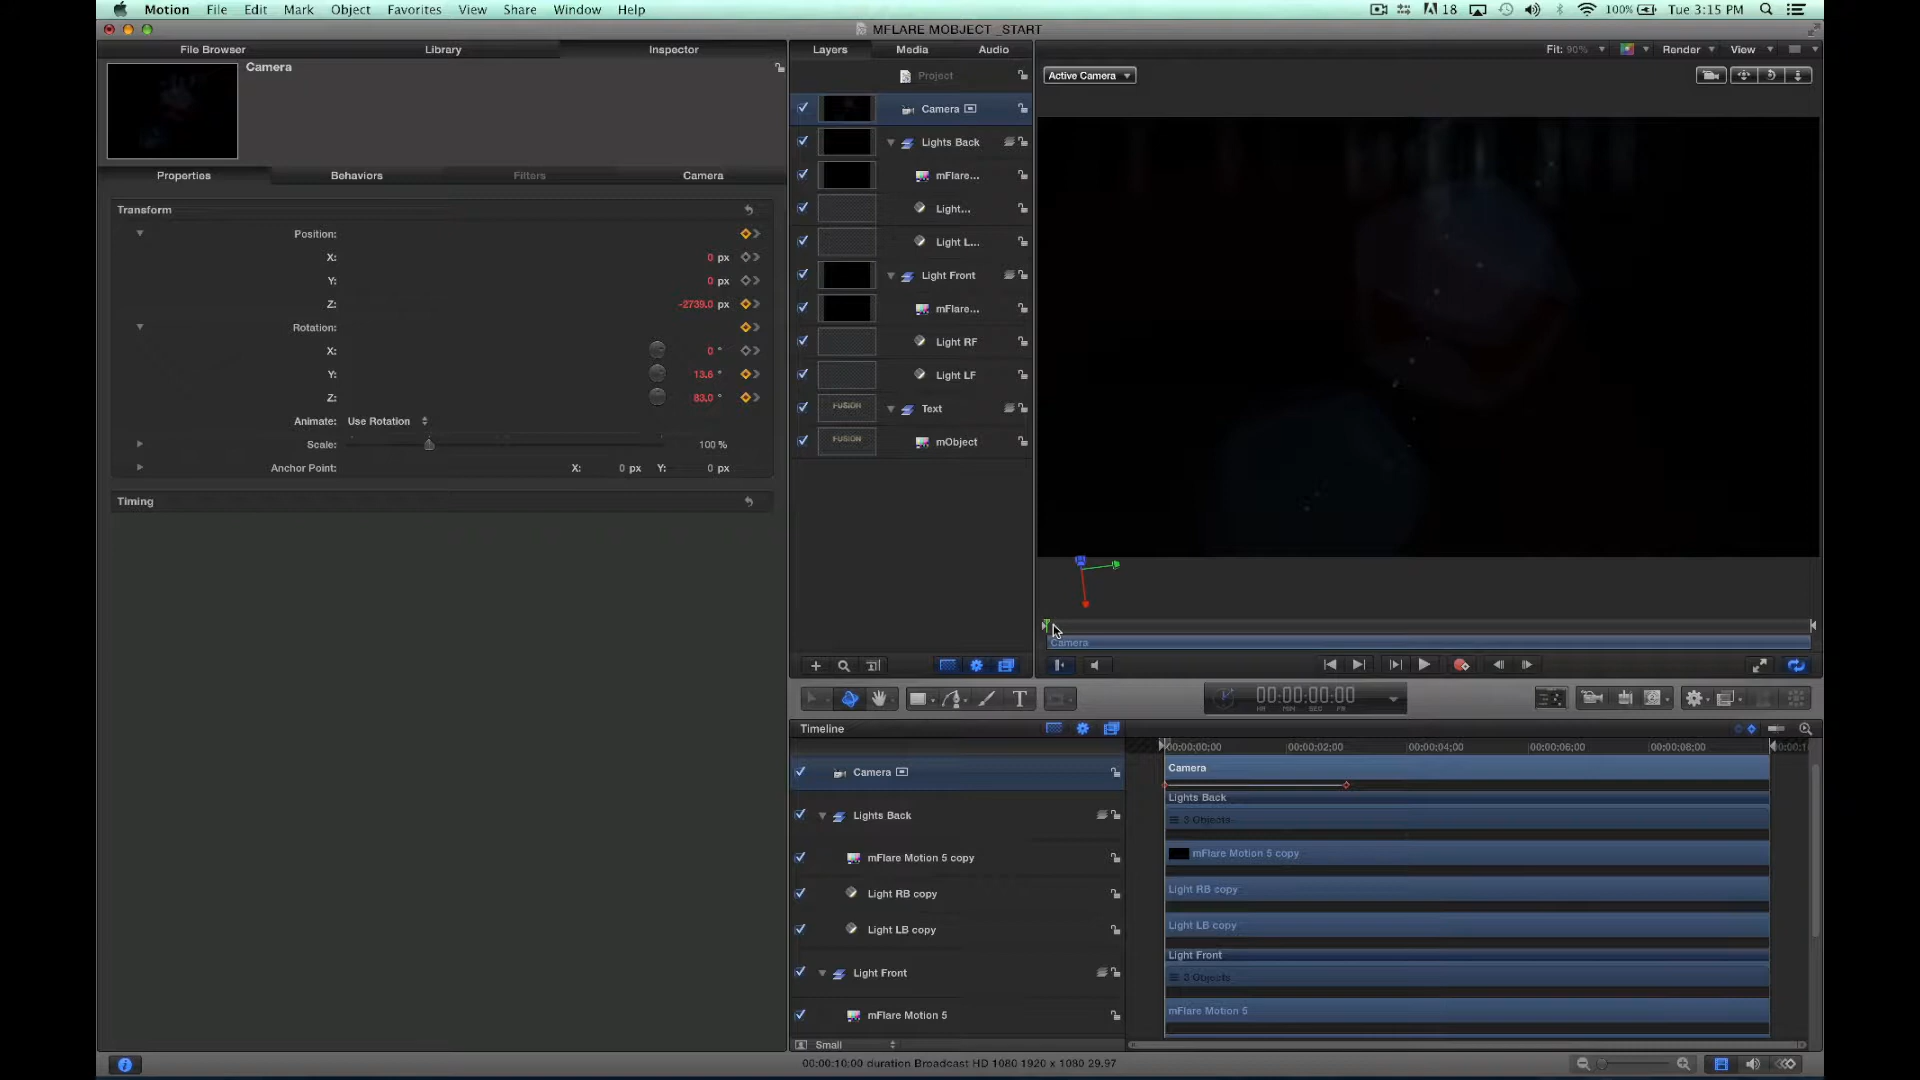 Motion File Edit Mark Object Favorites View Share Window Help 18 100% Tue 3:15 PM
MFLARE MOBJECT _START
File Browser Library Inspector Layers Media Audio Fit: 90% Render View
Camera
Project
Active Camera
Camera
Lights Back
Properties Behaviors Filters Camera
mFlare...
Transform
Light...
Position:
X: 0 px
Light L...
Y: 0 px
Light Front
Z: -2739.0 px
mFlare...
Rotation:
X: 0 °
Light RF
Y: 13.6 °
Light LF
Z: 83.0 °
FUSION Text
Animate: Use Rotation
Scale: 100 %
FUSION mObject
Anchor Point: X: 0 px Y: 0 px
Timing
Camera
T 00:00:00:00
HR MIN SEC FR
Timeline
00:00:00;00 00:00:02;00 00:00:04;00 00:00:06;00 00:00:08;00
Camera Camera
Lights Back
Lights Back 3 Objects
mFlare Motion 5 copy mFlare Motion 5 copy
Light RB copy Light RB copy
Light LB copy Light LB copy
Light Front
Light Front 3 Objects
mFlare Motion 5 mFlare Motion 5
Small
00:00:10:00 duration Broadcast HD 1080 1920 x 1080 29.97